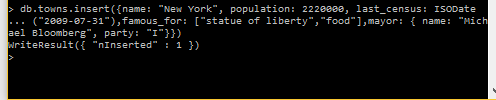 > db.towns.insert({name: "New York", population: 2220000, last_census: ISODate
... ("2009-07-31"),famous_for: ["statue of liberty","food"],mayor: { name: "Mich
ael Bloomberg", party: "I"}})
WriteResult({ "nInserted" : 1 })
>